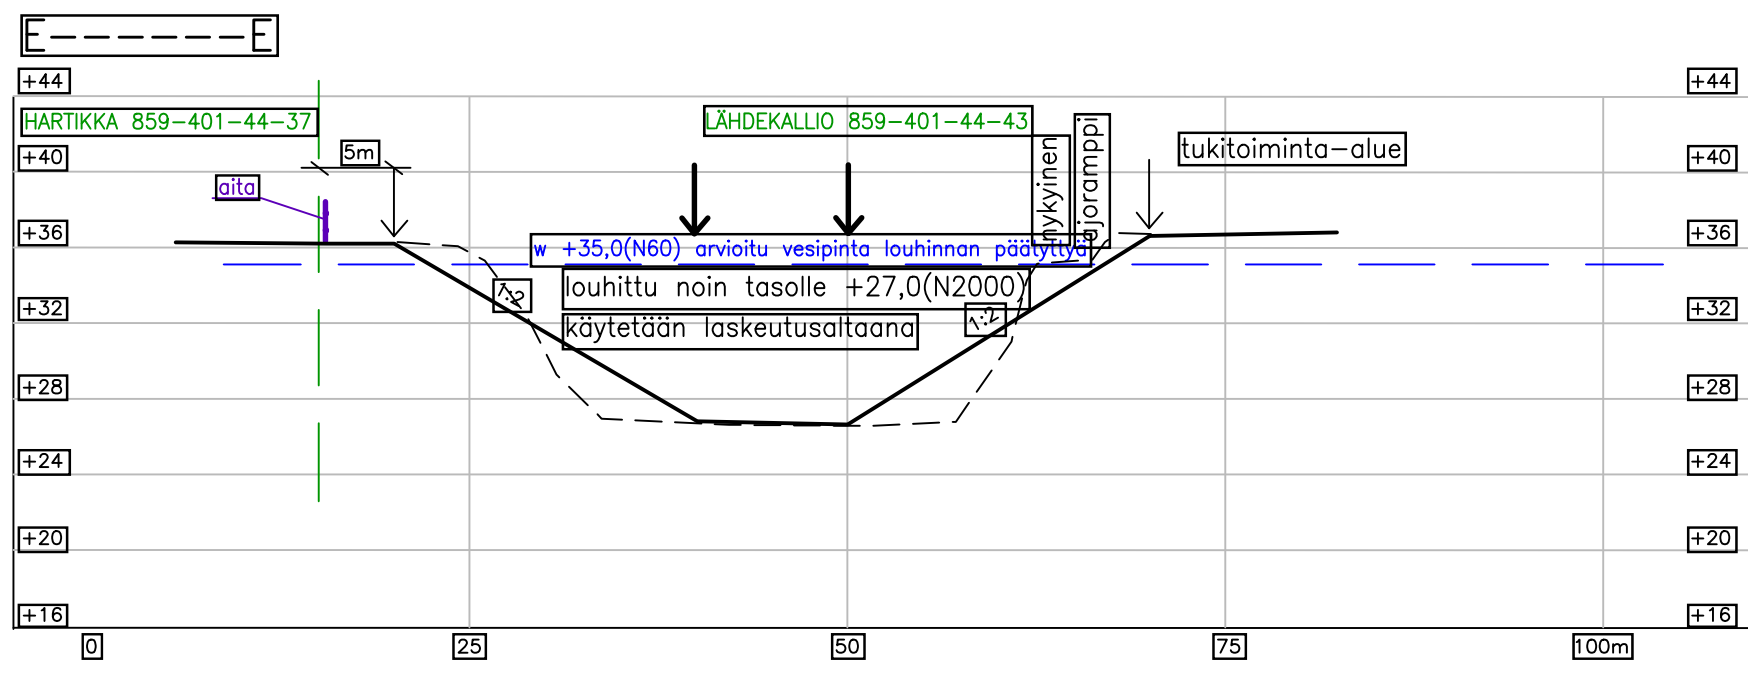 E E
+44 +44
HARTIKKA 859-401-44-37
LÄHDEKALLIO 859-401-44-43
5m
nykyinen
ajoramppi
tukitoiminta-alue
+40 +40
aita
+36 +36
w +35,0(N60) arvioitu vesipinta louhinnan päätyttyä
louhittu noin tasolle +27,0(N2000)
1:2
1:2
+32 +32
käytetään laskeutusaltaana
+28 +28
+24 +24
+20 +20
+16 +16
0 25 50 75 100m